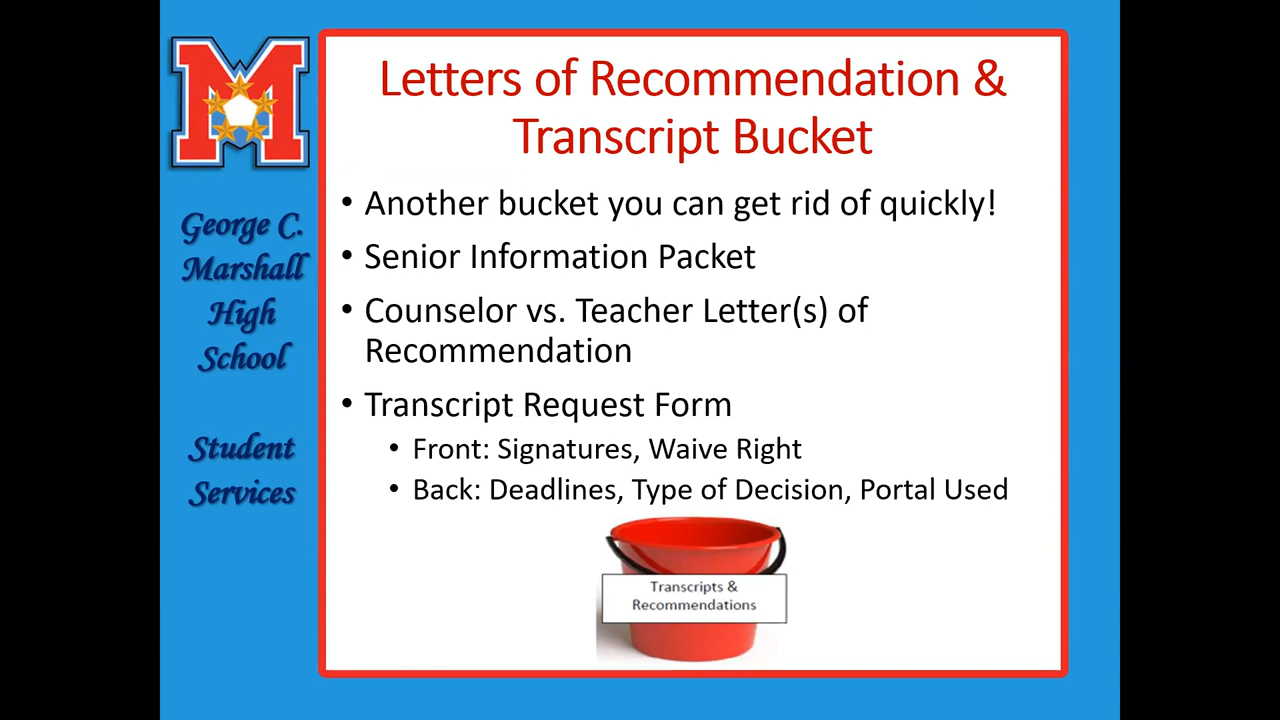 M
George C.
Marshall
High
School
Student
Services
Letters of Recommendation &
Transcript Bucket
• Another bucket you can get rid of quickly!
• Senior Information Packet
• Counselor vs. Teacher Letter(s) of
Recommendation
• Transcript Request Form
• Front: Signatures, Waive Right
• Back: Deadlines, Type of Decision, Portal Used
Transcripts &
Recommendations